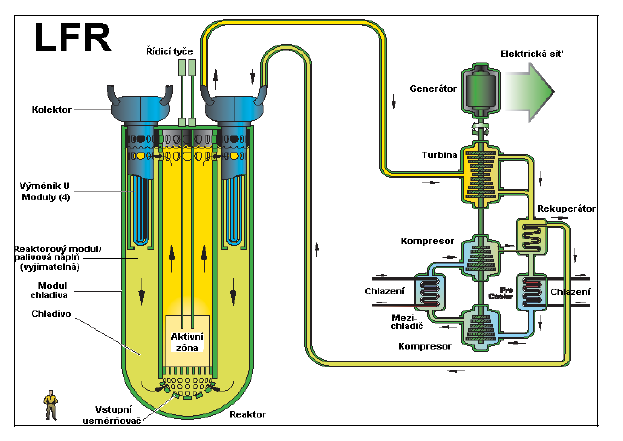 LFR
Řídicí tyče
Elektrická síť
Generátor
Kolektor
Turbína
Výměník U
Moduly (4)
Rekuperátor
Reaktorový modul/
palivová náplň
(vyjímatelná)
Kompresor
Modul
chladiva
Chlazení
Pre
Cooler
Chlazení
Chladivo
Mezi-
chladič
Aktivní
zóna
Kompresor
Vstupní
usměrňovač
Reaktor